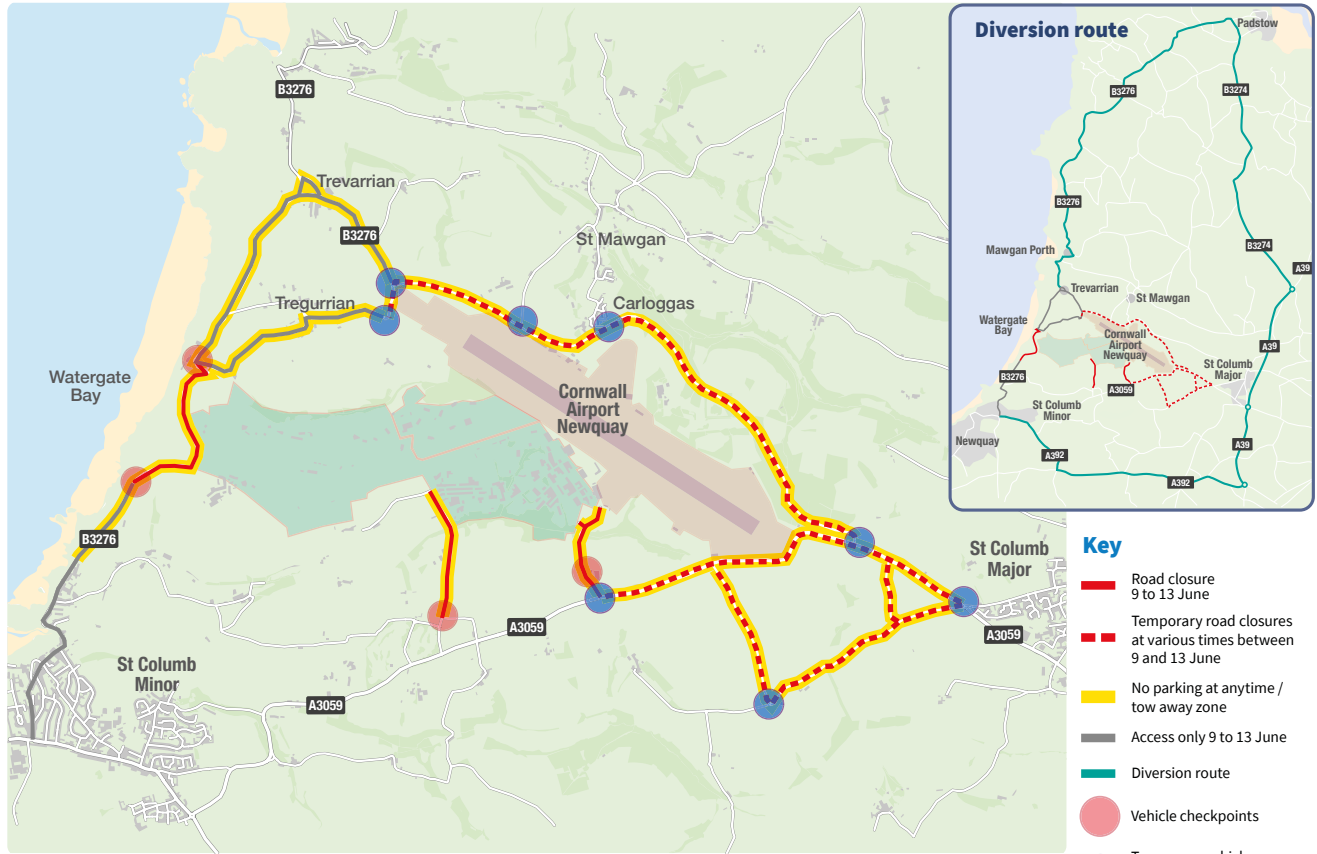 B3276
Trevarrian
B3276
St Mawgan
Tregurrian
Carloggas
Watergate
Bay
Cornwall
Airport
Newquay
B3276
St Columb
Major
A3059
A3059
St Columb
Minor
A3059
Diversion route
Padstow
B3276
B3274
B3276
Mawgan Porth
B3274
A39
Trevarrian
St Mawgan
Watergate
Bay
Cornwall
Airport
Newquay
A39
St Columb
Major
B3276
A3059
St Columb
Minor
Newquay
A392
A39
A392
Key
Road closure
9 to 13 June
Temporary road closures
at various times between
9 and 13 June
No parking at anytime /
tow away zone
Access only 9 to 13 June
Diversion route
Vehicle checkpoints